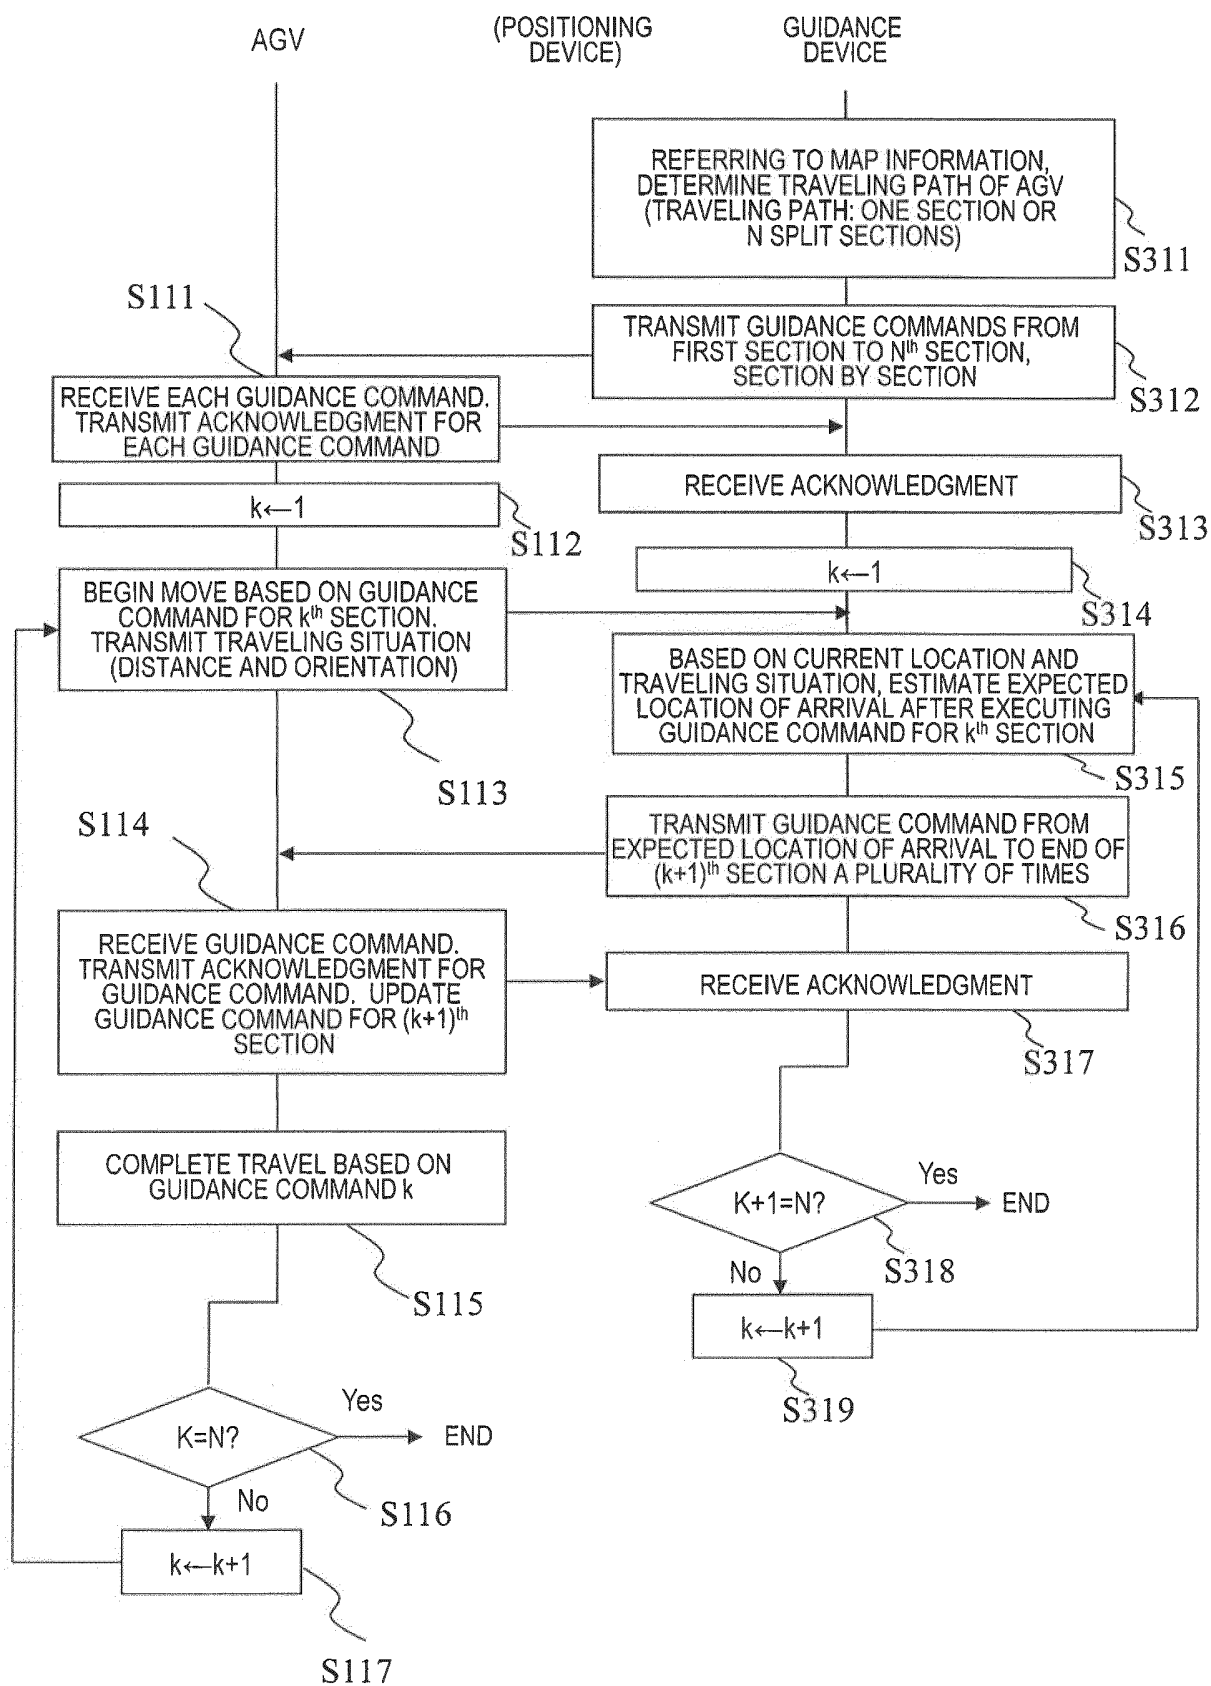 AGV
(POSITIONING
DEVICE)
GUIDANCE
DEVICE
REFERRING TO MAP INFORMATION,
DETERMINE TRAVELING PATH OF AGV
(TRAVELING PATH: ONE SECTION OR
N SPLIT SECTIONS)
S311
S111
TRANSMIT GUIDANCE COMMANDS FROM
FIRST SECTION TO Nth SECTION,
SECTION BY SECTION
S312
RECEIVE EACH GUIDANCE COMMAND.
TRANSMIT ACKNOWLEDGMENT FOR
EACH GUIDANCE COMMAND
RECEIVE ACKNOWLEDGMENT
S313
k←1
S112
k←1
S314
BEGIN MOVE BASED ON GUIDANCE
COMMAND FOR kth SECTION.
TRANSMIT TRAVELING SITUATION
(DISTANCE AND ORIENTATION)
S113
BASED ON CURRENT LOCATION AND
TRAVELING SITUATION, ESTIMATE EXPECTED
LOCATION OF ARRIVAL AFTER EXECUTING
GUIDANCE COMMAND FOR kth SECTION
S315
S114
TRANSMIT GUIDANCE COMMAND FROM
EXPECTED LOCATION OF ARRIVAL TO END OF
(k+1)th SECTION A PLURALITY OF TIMES
S316
RECEIVE GUIDANCE COMMAND.
TRANSMIT ACKNOWLEDGMENT FOR
GUIDANCE COMMAND. UPDATE
GUIDANCE COMMAND FOR (k+1)th
SECTION
RECEIVE ACKNOWLEDGMENT
S317
COMPLETE TRAVEL BASED ON
GUIDANCE COMMAND k
S115
K+1=N?
Yes
END
S318
No
k←k+1
S319
K=N?
Yes
END
S116
No
k←k+1
S117